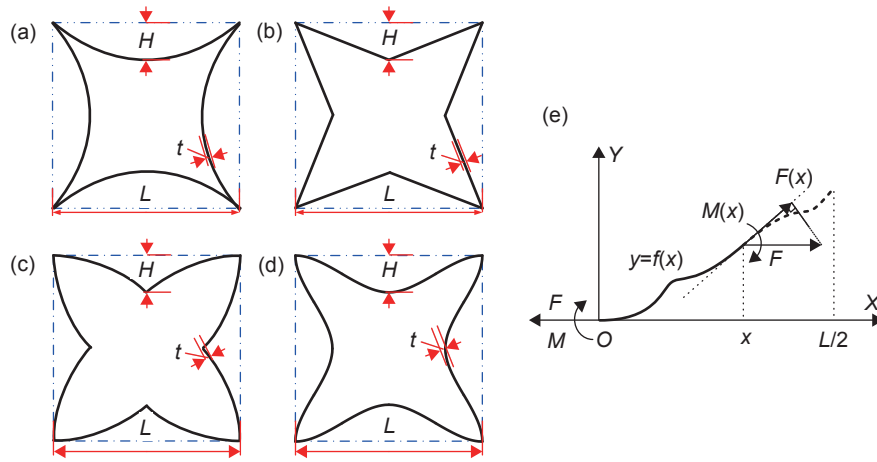 (a)
H
t
L
(b)
H
t
L
(c)
H
t
L
(d)
H
t
L
(e)
Y
F(x)
M(x)
y=f(x)
F
F
X
M
O
x
L/2